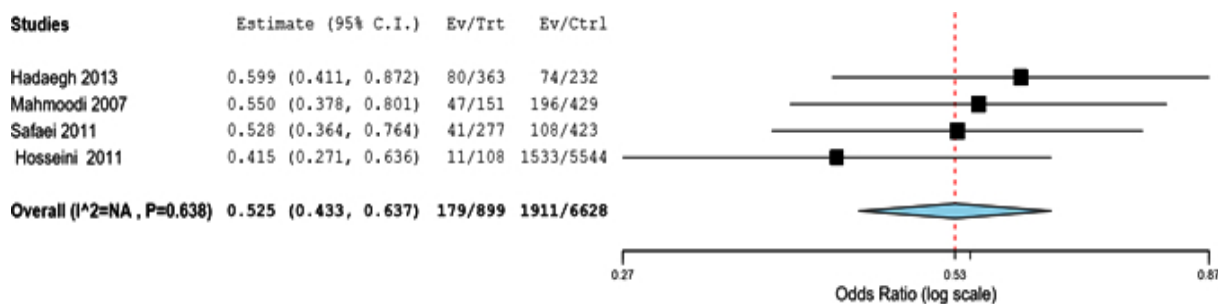 Studies Estimate (95% C.I.) Ev/Trt Ev/Ctrl
Hadaegh 2013 0.599 (0.411, 0.872) 80/363 74/232
Mahmoodi 2007 0.550 (0.378, 0.801) 47/151 196/429
Safaei 2011 0.528 (0.364, 0.764) 41/277 108/423
Hosseini 2011 0.415 (0.271, 0.636) 11/108 1533/5544
Overall (I^2=NA , P=0.638) 0.525 (0.433, 0.637) 179/899 1911/6628
0.27 0.53 0.87
Odds Ratio (log scale)